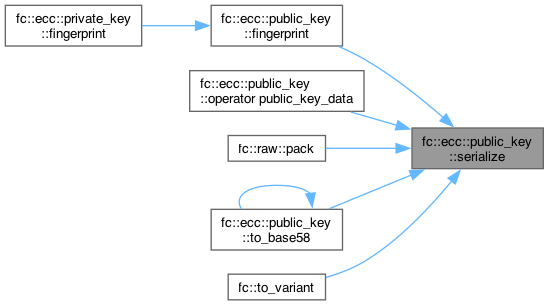 fc::ecc::private_key
::fingerprint
fc::ecc::public_key
::fingerprint
fc::ecc::public_key
::operator public_key_data
fc::ecc::public_key
::serialize
fc::raw::pack
fc::ecc::public_key
::to_base58
fc::to_variant